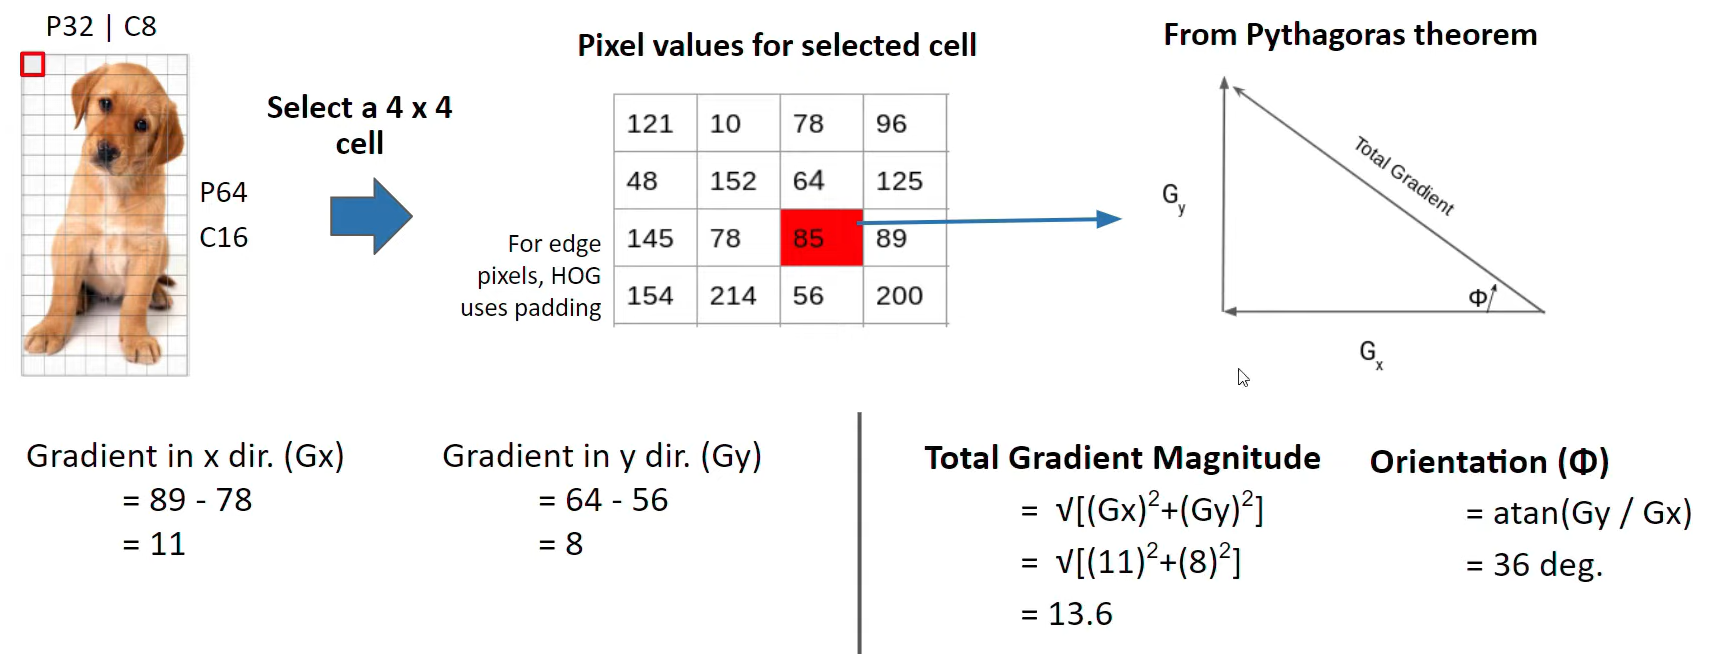 P32 | C8
P64
C16
Select a 4 x 4
cell
Pixel values for selected cell
121 10 78 96
48 152 64 125
145 78 85 89
154 214 56 200
For edge
pixels, HOG
uses padding
From Pythagoras theorem
Total Gradient
Gy
Φ
Gx
Gradient in x dir. (Gx)
= 89 - 78
= 11
Gradient in y dir. (Gy)
= 64 - 56
= 8
Total Gradient Magnitude
= √[(Gx)²+(Gy)²]
= √[(11)²+(8)²]
= 13.6
Orientation (Φ)
= atan(Gy / Gx)
= 36 deg.